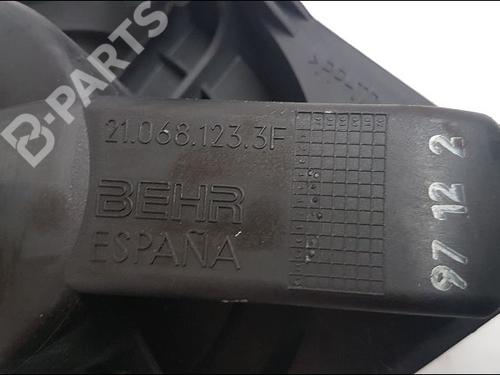 B-PARTS
21.068.123.3F
BEHR
ESPAÑA
97 12 2